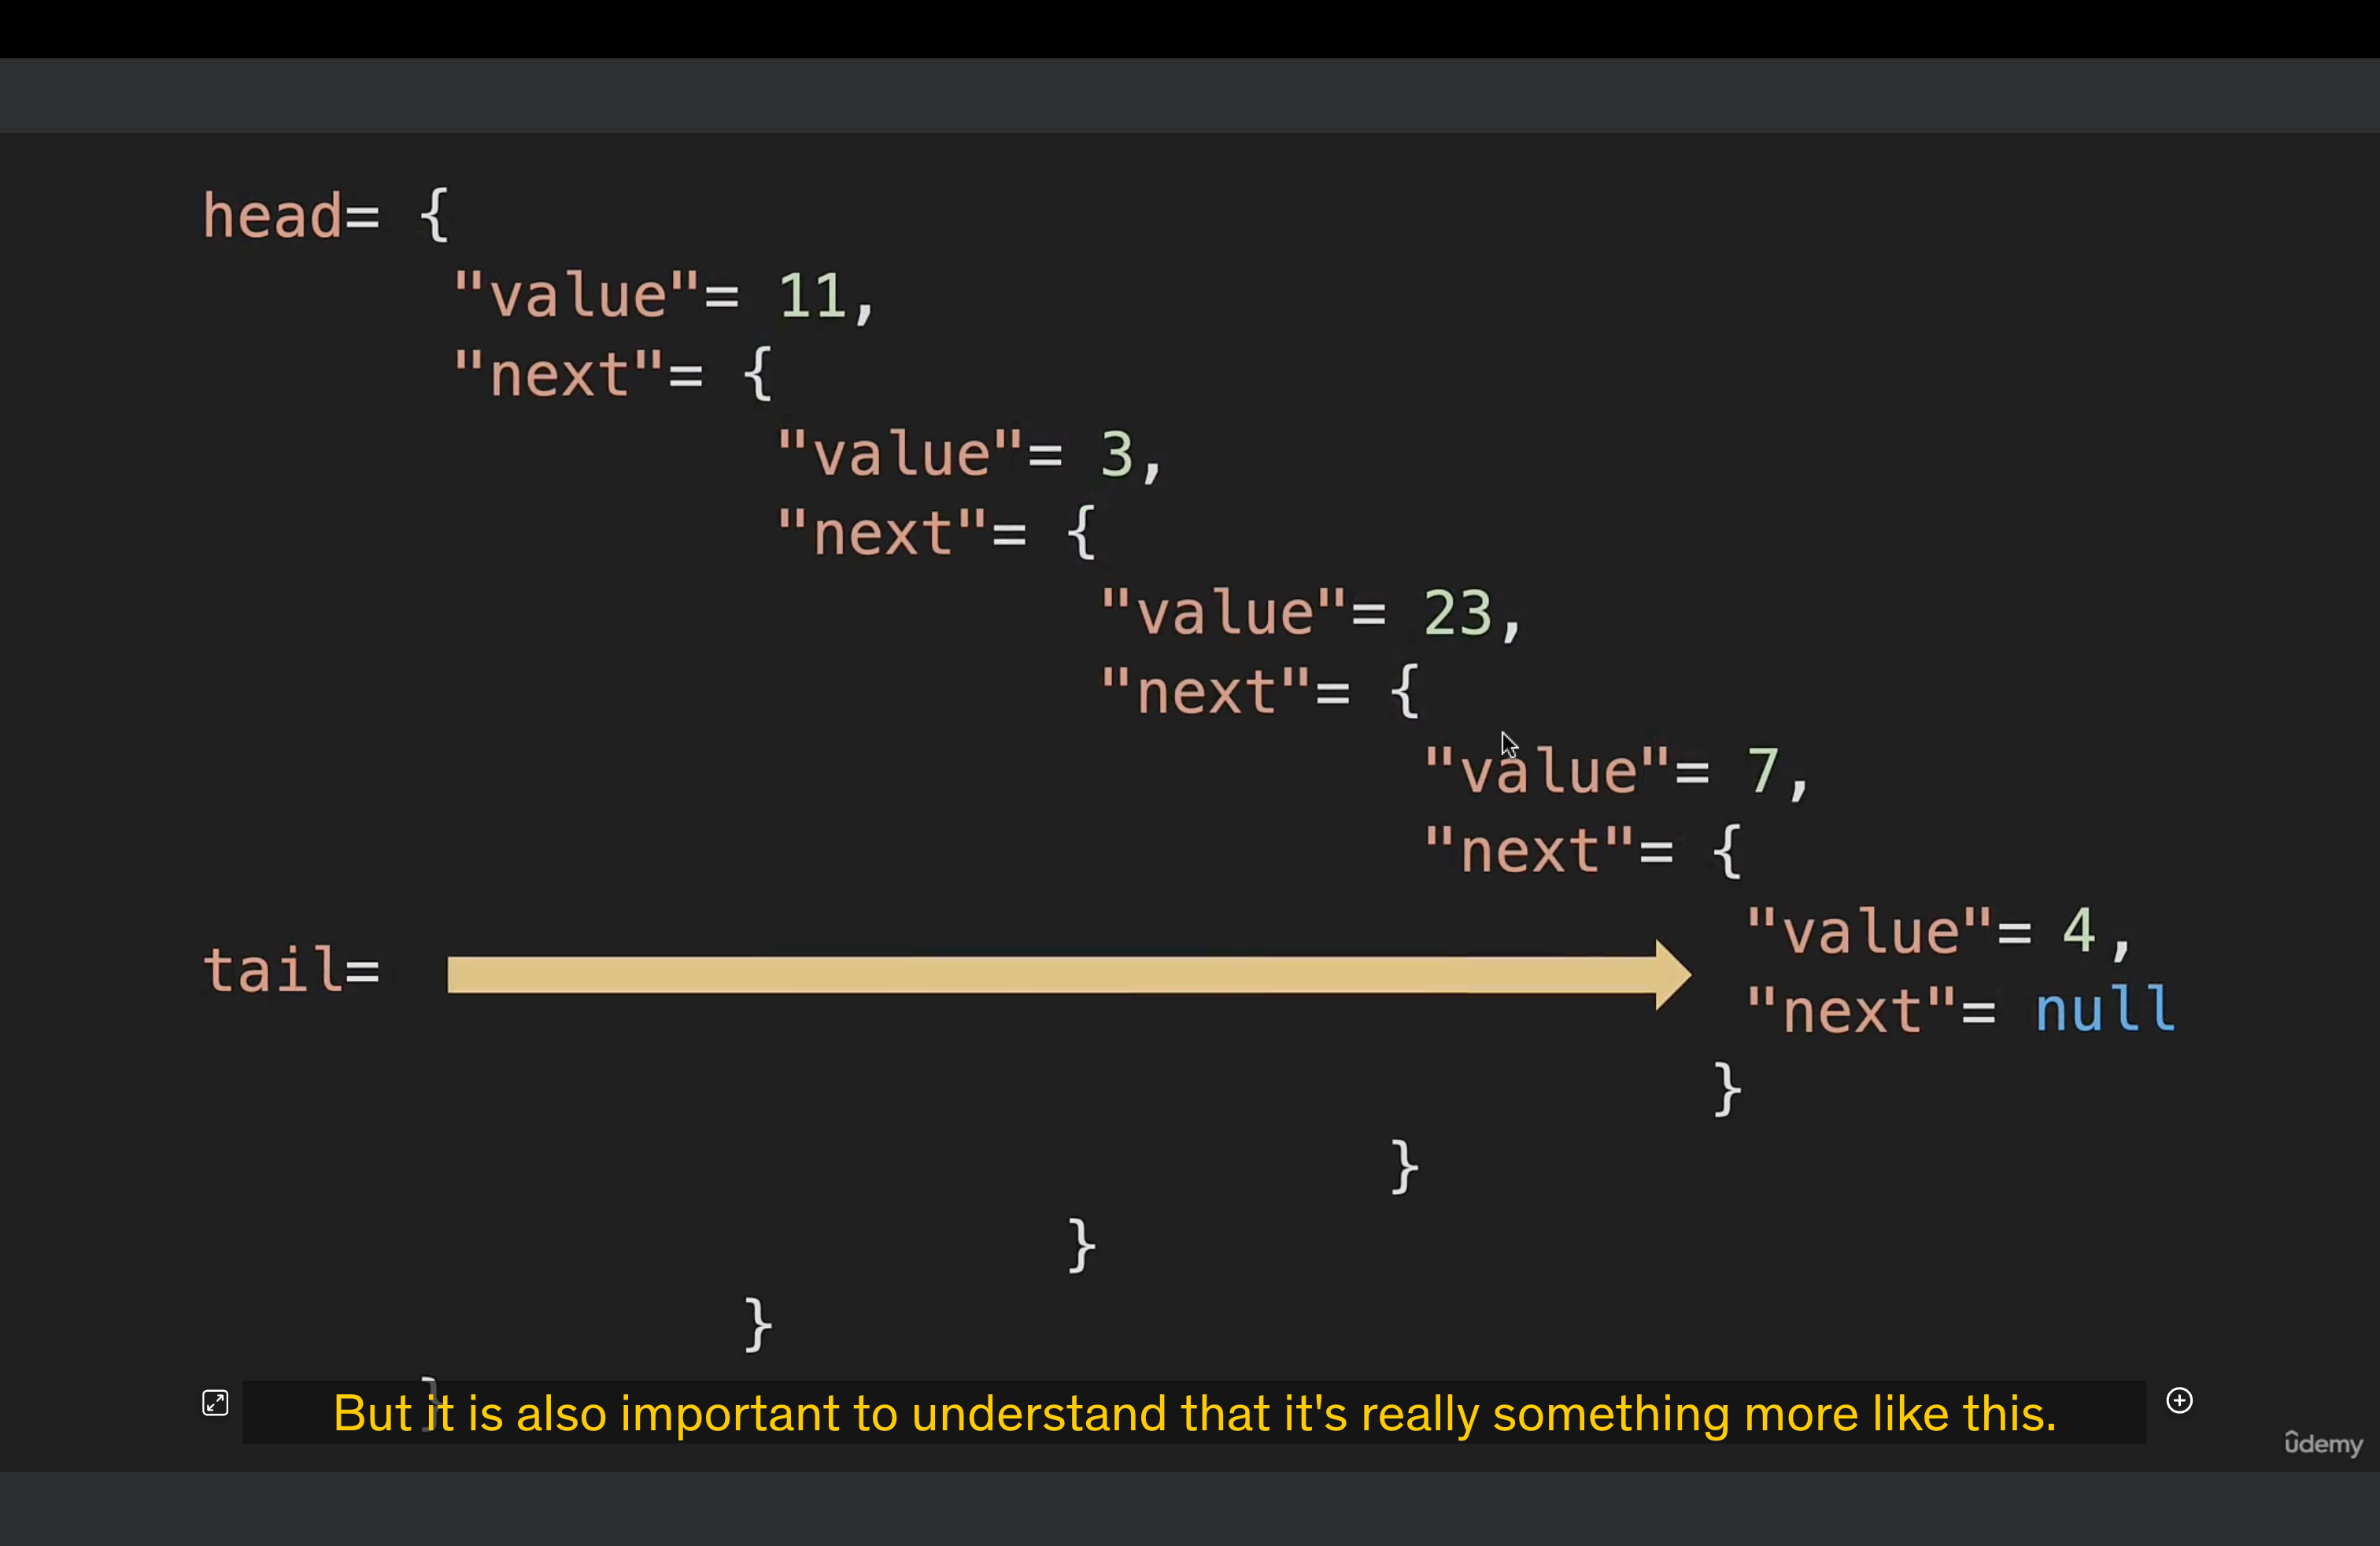 head= {
"value"= 11,
"next"= {
"value"= 3,
"next"= {
"value"= 23,
"next"= {
"value"= 7,
"next"= {
"value"= 4,
tail=
"next"= null
}
}
}
}
}
But it is also important to understand that it's really something more like this.
ûdemy